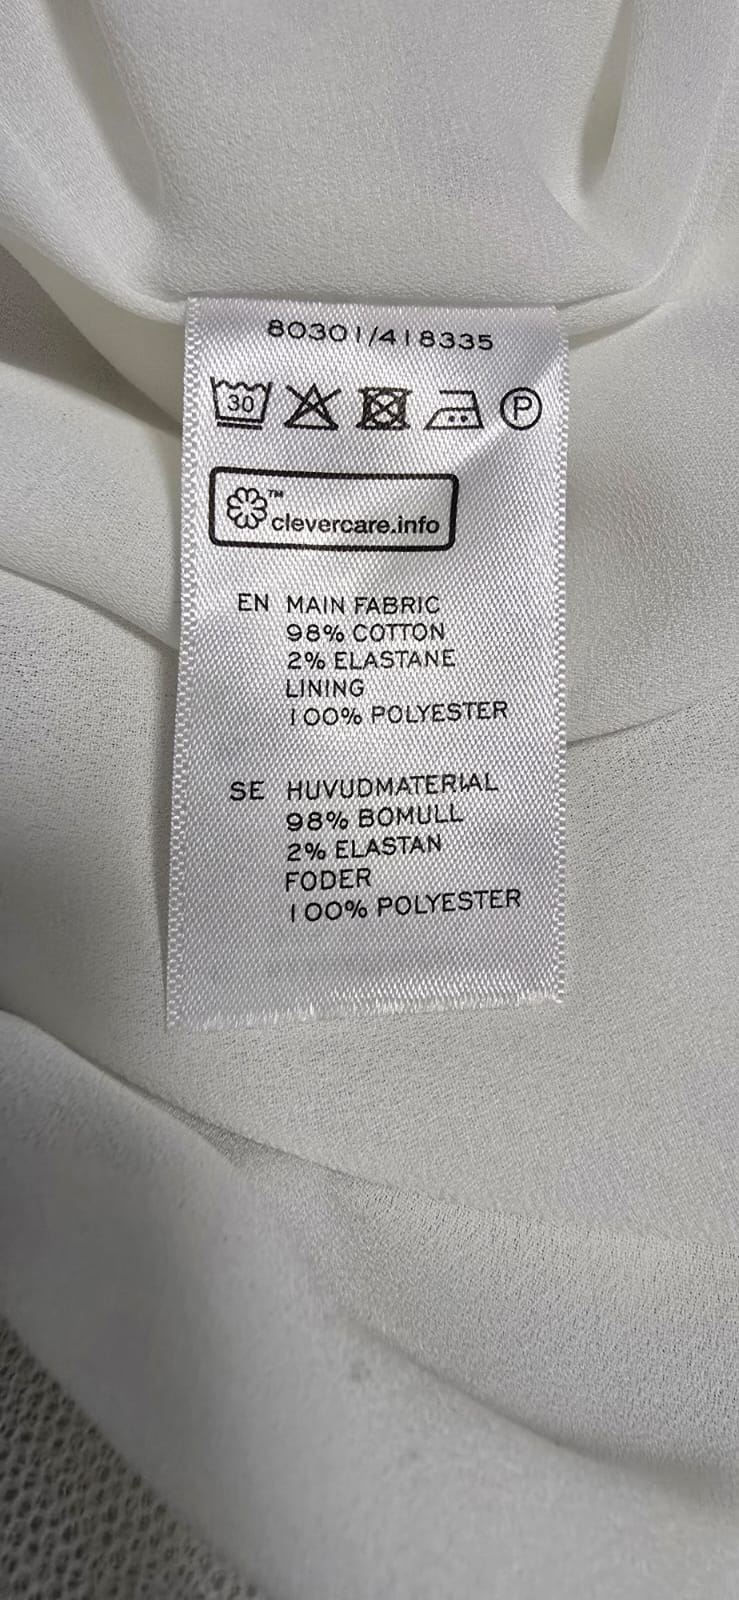 80301/418335
30 P
™
clevercare.info
EN MAIN FABRIC
98% COTTON
2% ELASTANE
LINING
100% POLYESTER
SE HUVUDMATERIAL
98% BOMULL
2% ELASTAN
FODER
100% POLYESTER